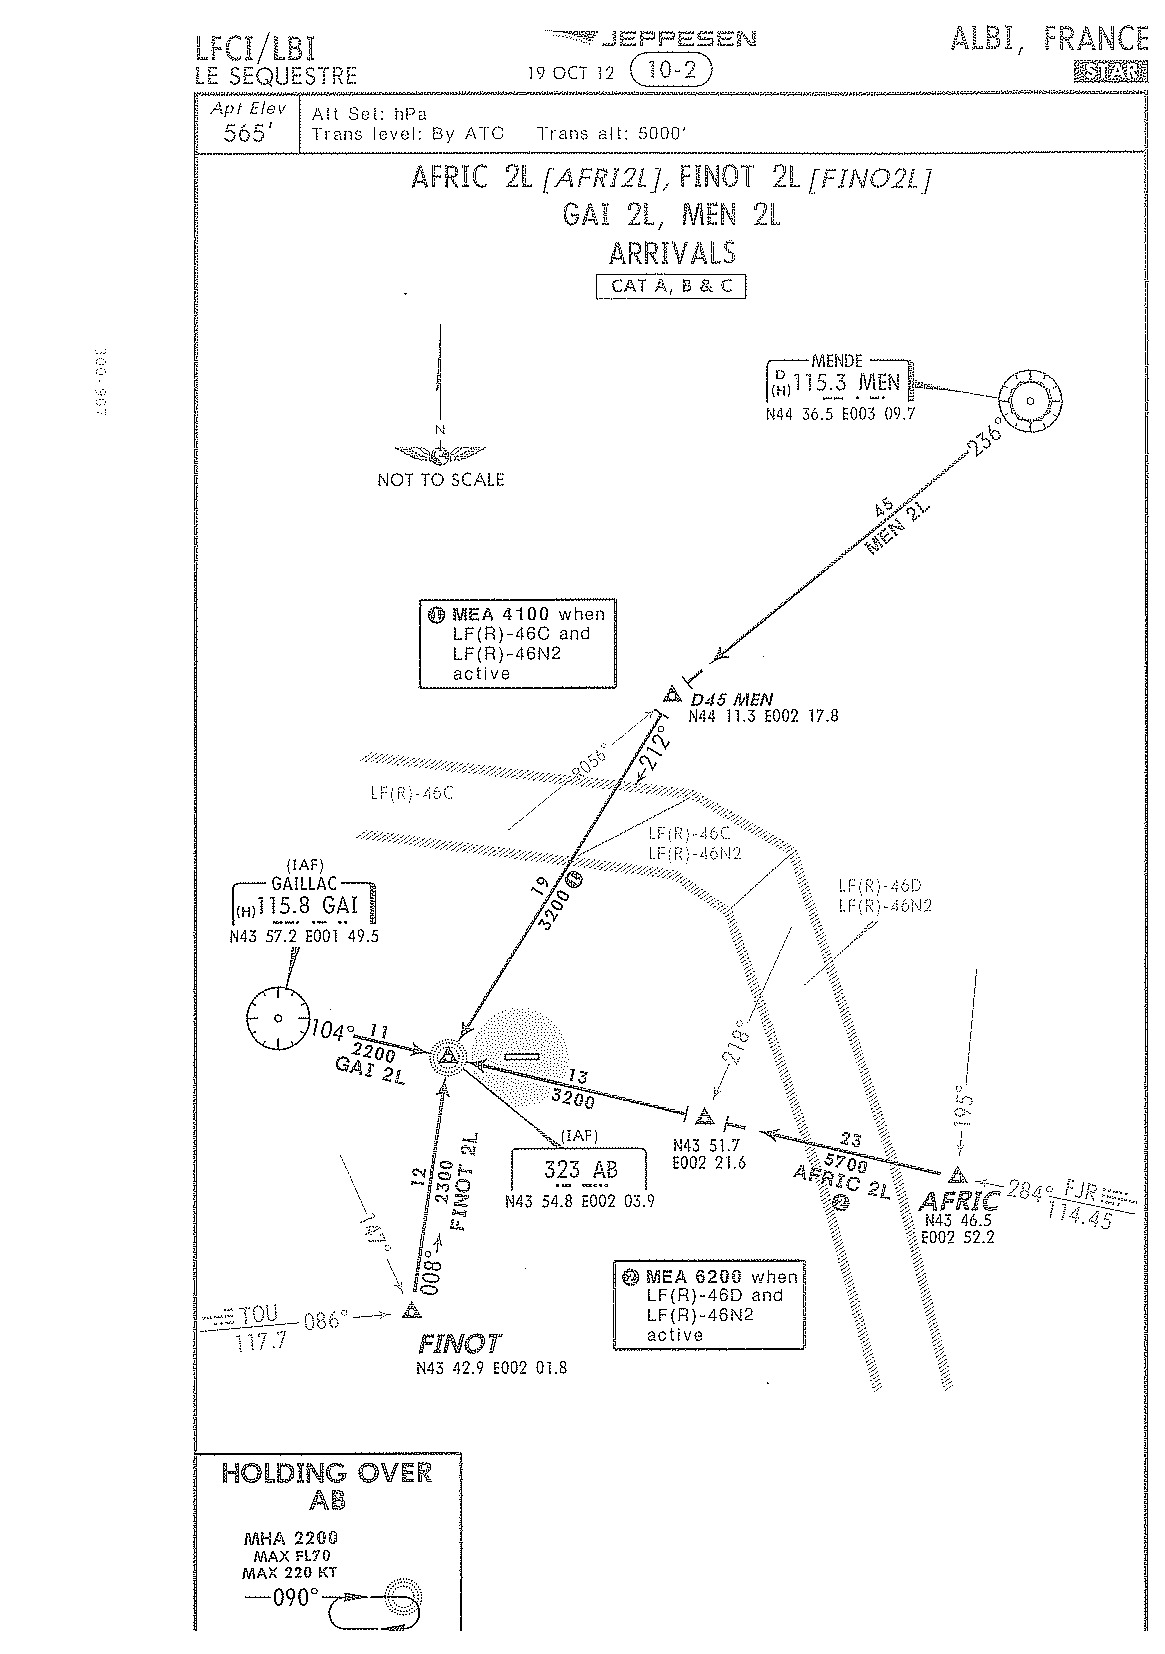 LFCI/LBI
LE SEQUESTRE
JEPPESEN
19 OCT 12 10-2
ALBI, FRANCE
STAR
Apt Elev
565'
Alt Set: hPa
Trans level: By ATC Trans alt: 5000'
AFRIC 2L [AFRI2L], FINOT 2L [FINO2L]
GAI 2L, MEN 2L
ARRIVALS
CAT A, B & C
MENDE
D
(H) 115.3 MEN
N44 36.5 E003 09.7
N
NOT TO SCALE
236°
45
MEN 2L
1 MEA 4100 when
LF(R)-46C and
LF(R)-46N2
active
D45 MEN
N44 11.3 E002 17.8
R056°
212°
LF(R)-46C
LF(R)-46C
LF(R)-46N2
LF(R)-46D
LF(R)-46N2
19
3200 1
(IAF)
GAILLAC
(H) 115.8 GAI
N43 57.2 E001 49.5
104° 11
2200
GAI 2L
13
3200
218°
195°
(IAF)
323 AB
N43 54.8 E002 03.9
N43 51.7
E002 21.6
23
5700
AFRIC 2L
2
AFRIC
N43 46.5
E002 52.2
284° FJR
114.45
12
2300
FINOT 2L
008°
147°
TOU 086°
117.7
FINOT
N43 42.9 E002 01.8
2 MEA 6200 when
LF(R)-46D and
LF(R)-46N2
active
HOLDING OVER
AB
MHA 2200
MAX FL70
MAX 220 KT
090°